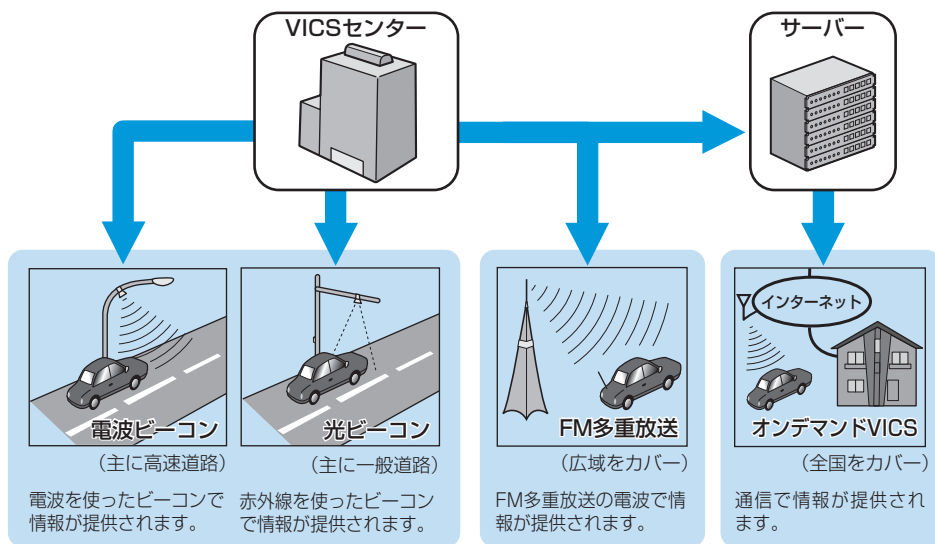 VICSセンター
サーバー
電波ビーコン
(主に高速道路)
電波を使ったビーコンで
情報が提供されます。
光ビーコン
(主に一般道路)
赤外線を使ったビーコン
で情報が提供されます。
FM多重放送
(広域をカバー)
FM多重放送の電波で情
報が提供されます。
インターネット
オンデマンドVICS
(全国をカバー)
通信で情報が提供され
ます。